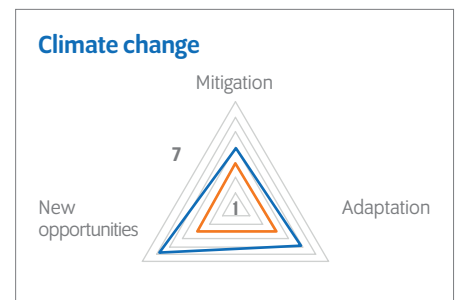 Climate change
Mitigation
7
1
New
opportunities
Adaptation